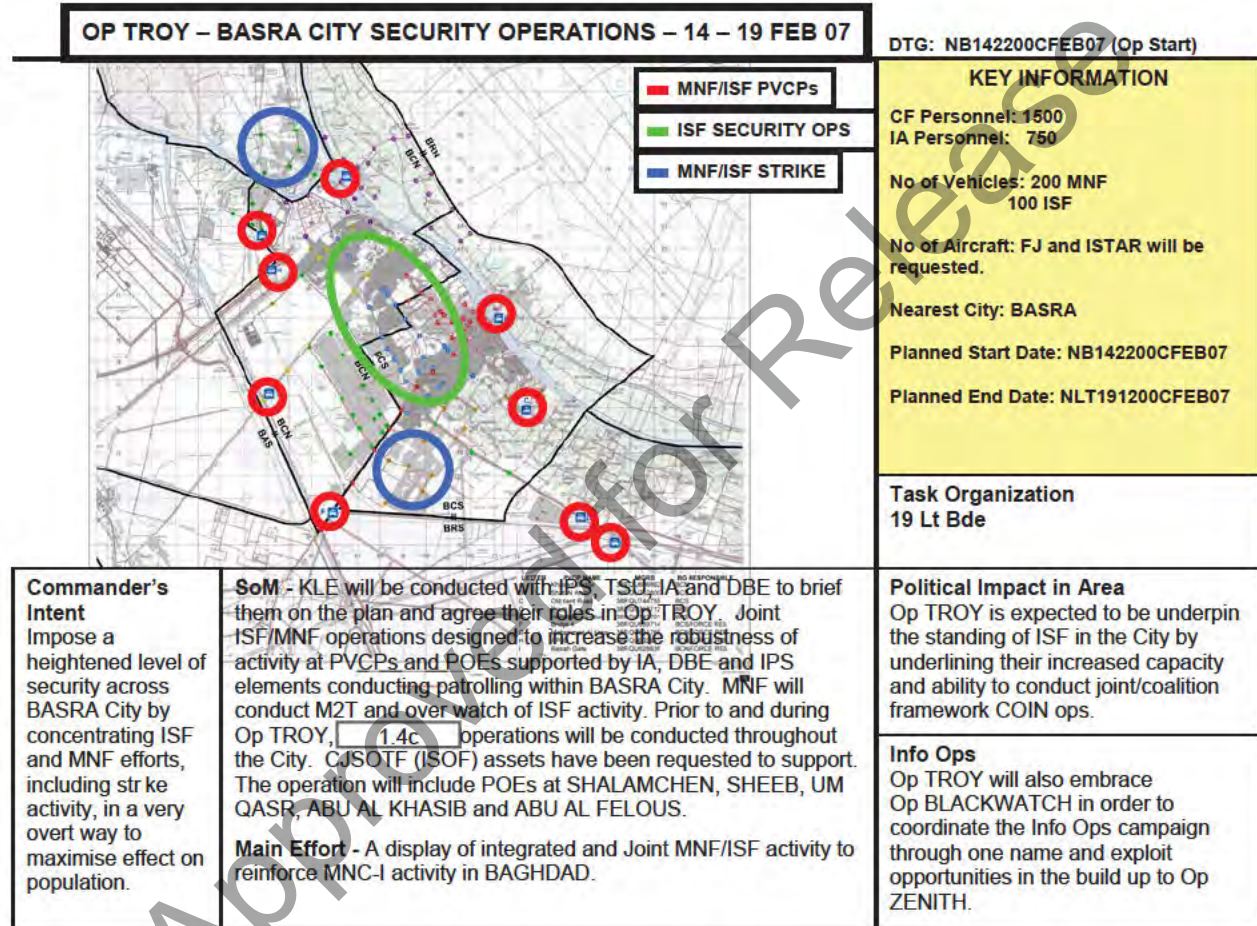 OP TROY – BASRA CITY SECURITY OPERATIONS – 14 – 19 FEB 07
DTG: NB142200CFEB07 (Op Start)
MNF/ISF PVCPs
ISF SECURITY OPS
MNF/ISF STRIKE
BRN
BCN
BCS
BCN
BCN
BAS
BCS
BRS
KEY INFORMATION
CF Personnel: 1500
IA Personnel: 750
No of Vehicles: 200 MNF
100 ISF
No of Aircraft: FJ and ISTAR will be
requested.
Nearest City: BASRA
Planned Start Date: NB142200CFEB07
Planned End Date: NLT191200CFEB07
Task Organization
19 Lt Bde
Commander's
Intent
Impose a
heightened level of
security across
BASRA City by
concentrating ISF
and MNF efforts,
including str ke
activity, in a very
overt way to
maximise effect on
population.
SoM - KLE will be conducted with IPS, TSU, IA and DBE to brief
them on the plan and agree their roles in Op TROY. Joint
ISF/MNF operations designed to increase the robustness of
activity at PVCPs and POEs supported by IA, DBE and IPS
elements conducting patrolling within BASRA City. MNF will
conduct M2T and over watch of ISF activity. Prior to and during
Op TROY, 1.4c operations will be conducted throughout
the City. CJSOTF (ISOF) assets have been requested to support.
The operation will include POEs at SHALAMCHEN, SHEEB, UM
QASR, ABU AL KHASIB and ABU AL FELOUS.
Main Effort - A display of integrated and Joint MNF/ISF activity to
reinforce MNC-I activity in BAGHDAD.
Political Impact in Area
Op TROY is expected to be underpin
the standing of ISF in the City by
underlining their increased capacity
and ability to conduct joint/coalition
framework COIN ops.
Info Ops
Op TROY will also embrace
Op BLACKWATCH in order to
coordinate the Info Ops campaign
through one name and exploit
opportunities in the build up to Op
ZENITH.
Approved for Release